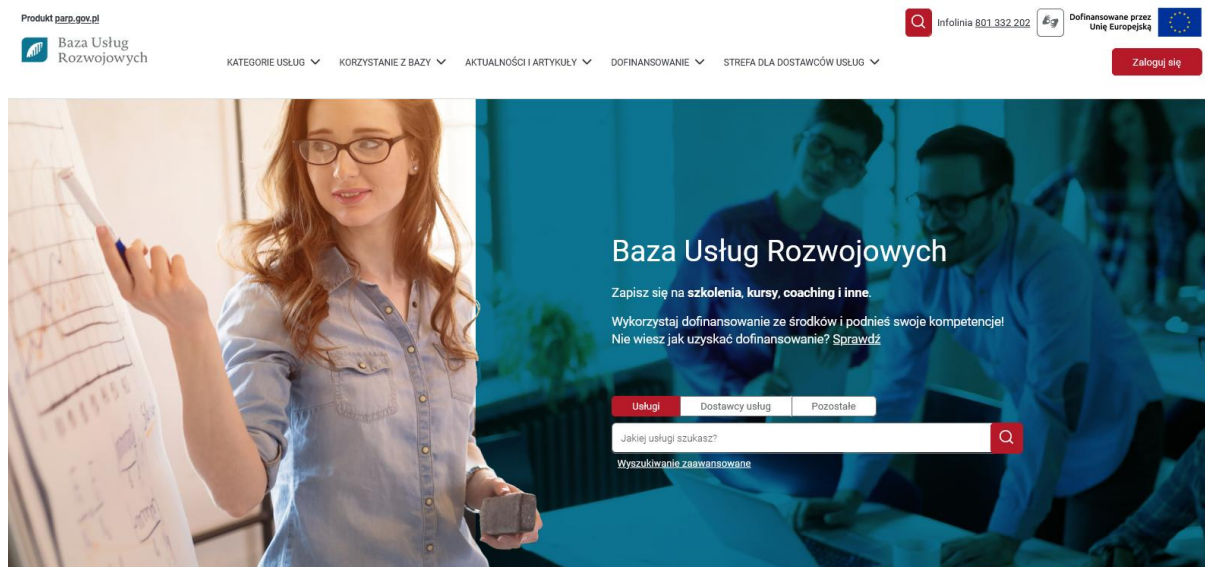 Produkt parp.gov.pl
Infolinia 801 332 202
Dofinansowane przez
Unię Europejską
Baza Usług
Rozwojowych
KATEGORIE USŁUG
KORZYSTANIE Z BAZY
AKTUALNOŚCI I ARTYKUŁY
DOFINANSOWANIE
STREFA DLA DOSTAWCÓW USŁUG
Zaloguj się
Baza Usług Rozwojowych
Zapisz się na szkolenia, kursy, coaching i inne.
Wykorzystaj dofinansowanie ze środków i podnieś swoje kompetencje!
Nie wiesz jak uzyskać dofinansowanie? Sprawdź
Usługi
Dostawcy usług
Pozostałe
Jakiej usługi szukasz?
Wyszukiwanie zaawansowane